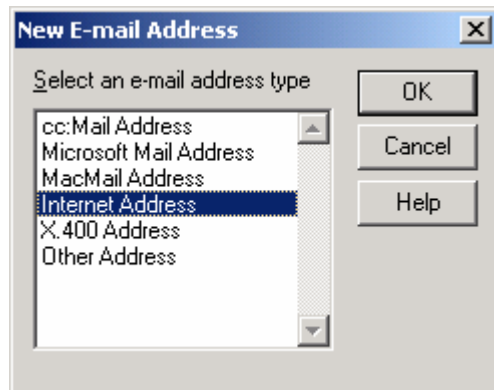 New E-mail Address
Select an e-mail address type
cc:Mail Address
Microsoft Mail Address
MacMail Address
Internet Address
X.400 Address
Other Address
OK
Cancel
Help